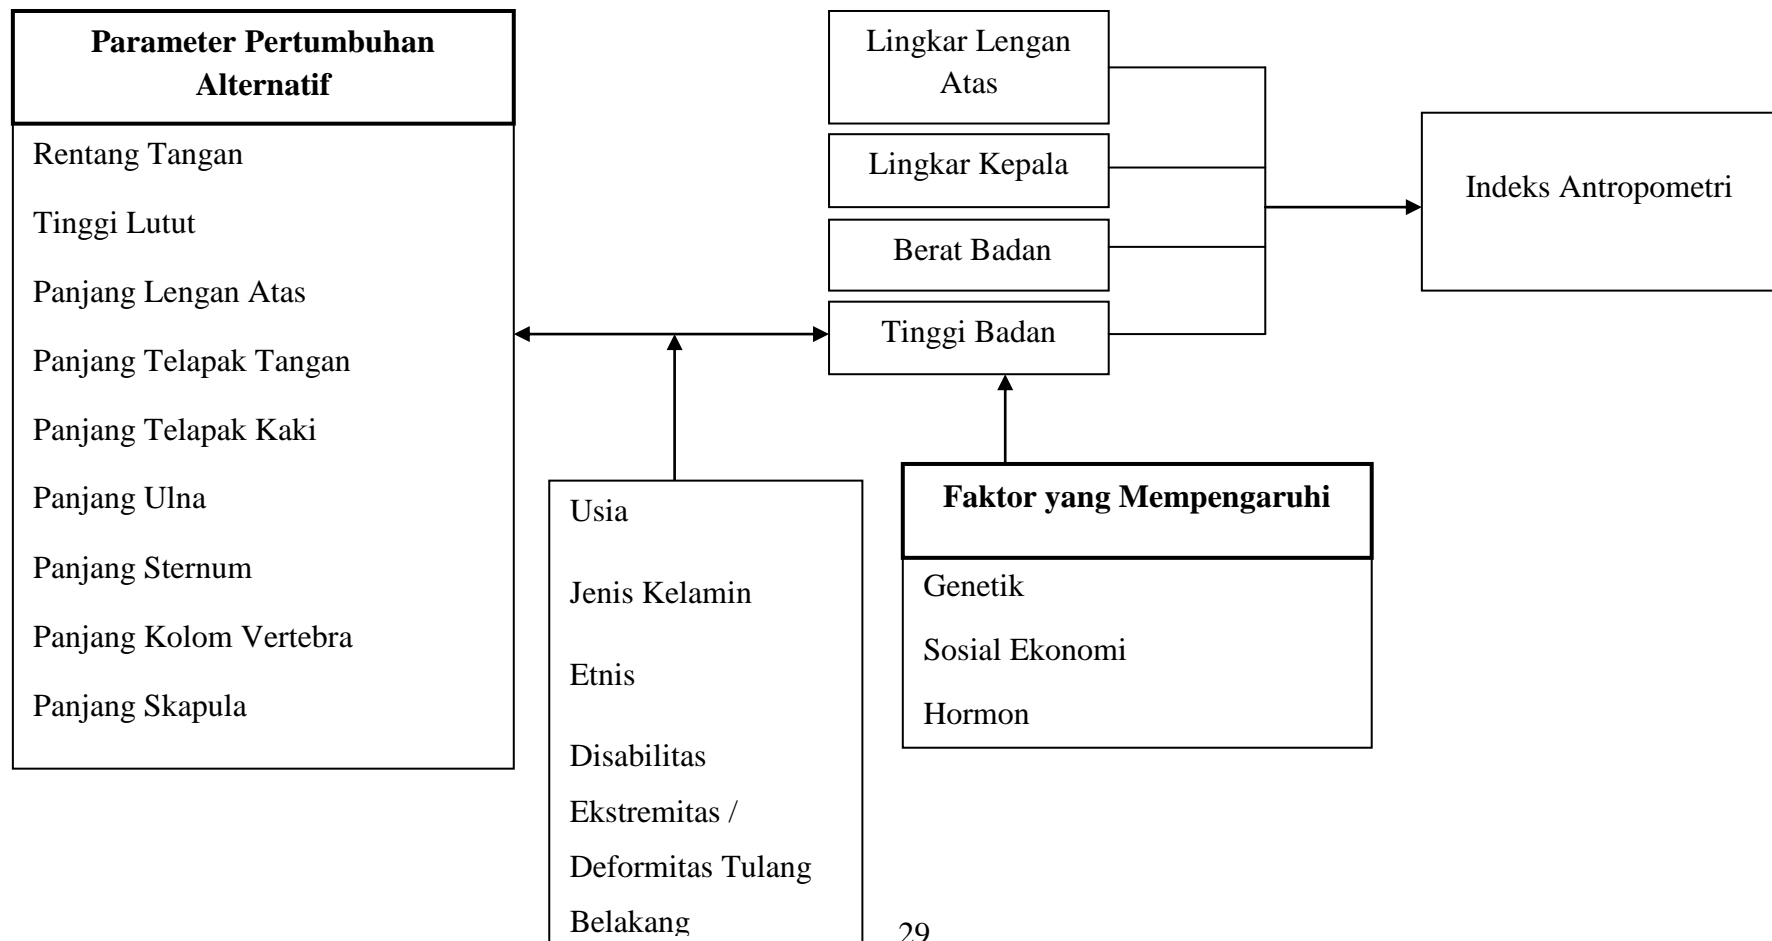 Parameter Pertumbuhan
Alternatif
Rentang Tangan
Tinggi Lutut
Panjang Lengan Atas
Panjang Telapak Tangan
Panjang Telapak Kaki
Panjang Ulna
Panjang Sternum
Panjang Kolom Vertebra
Panjang Skapula
Lingkar Lengan
Atas
Lingkar Kepala
Berat Badan
Tinggi Badan
Indeks Antropometri
Usia
Jenis Kelamin
Etnis
Disabilitas
Ekstremitas /
Deformitas Tulang
Belakang
Faktor yang Mempengaruhi
Genetik
Sosial Ekonomi
Hormon
29